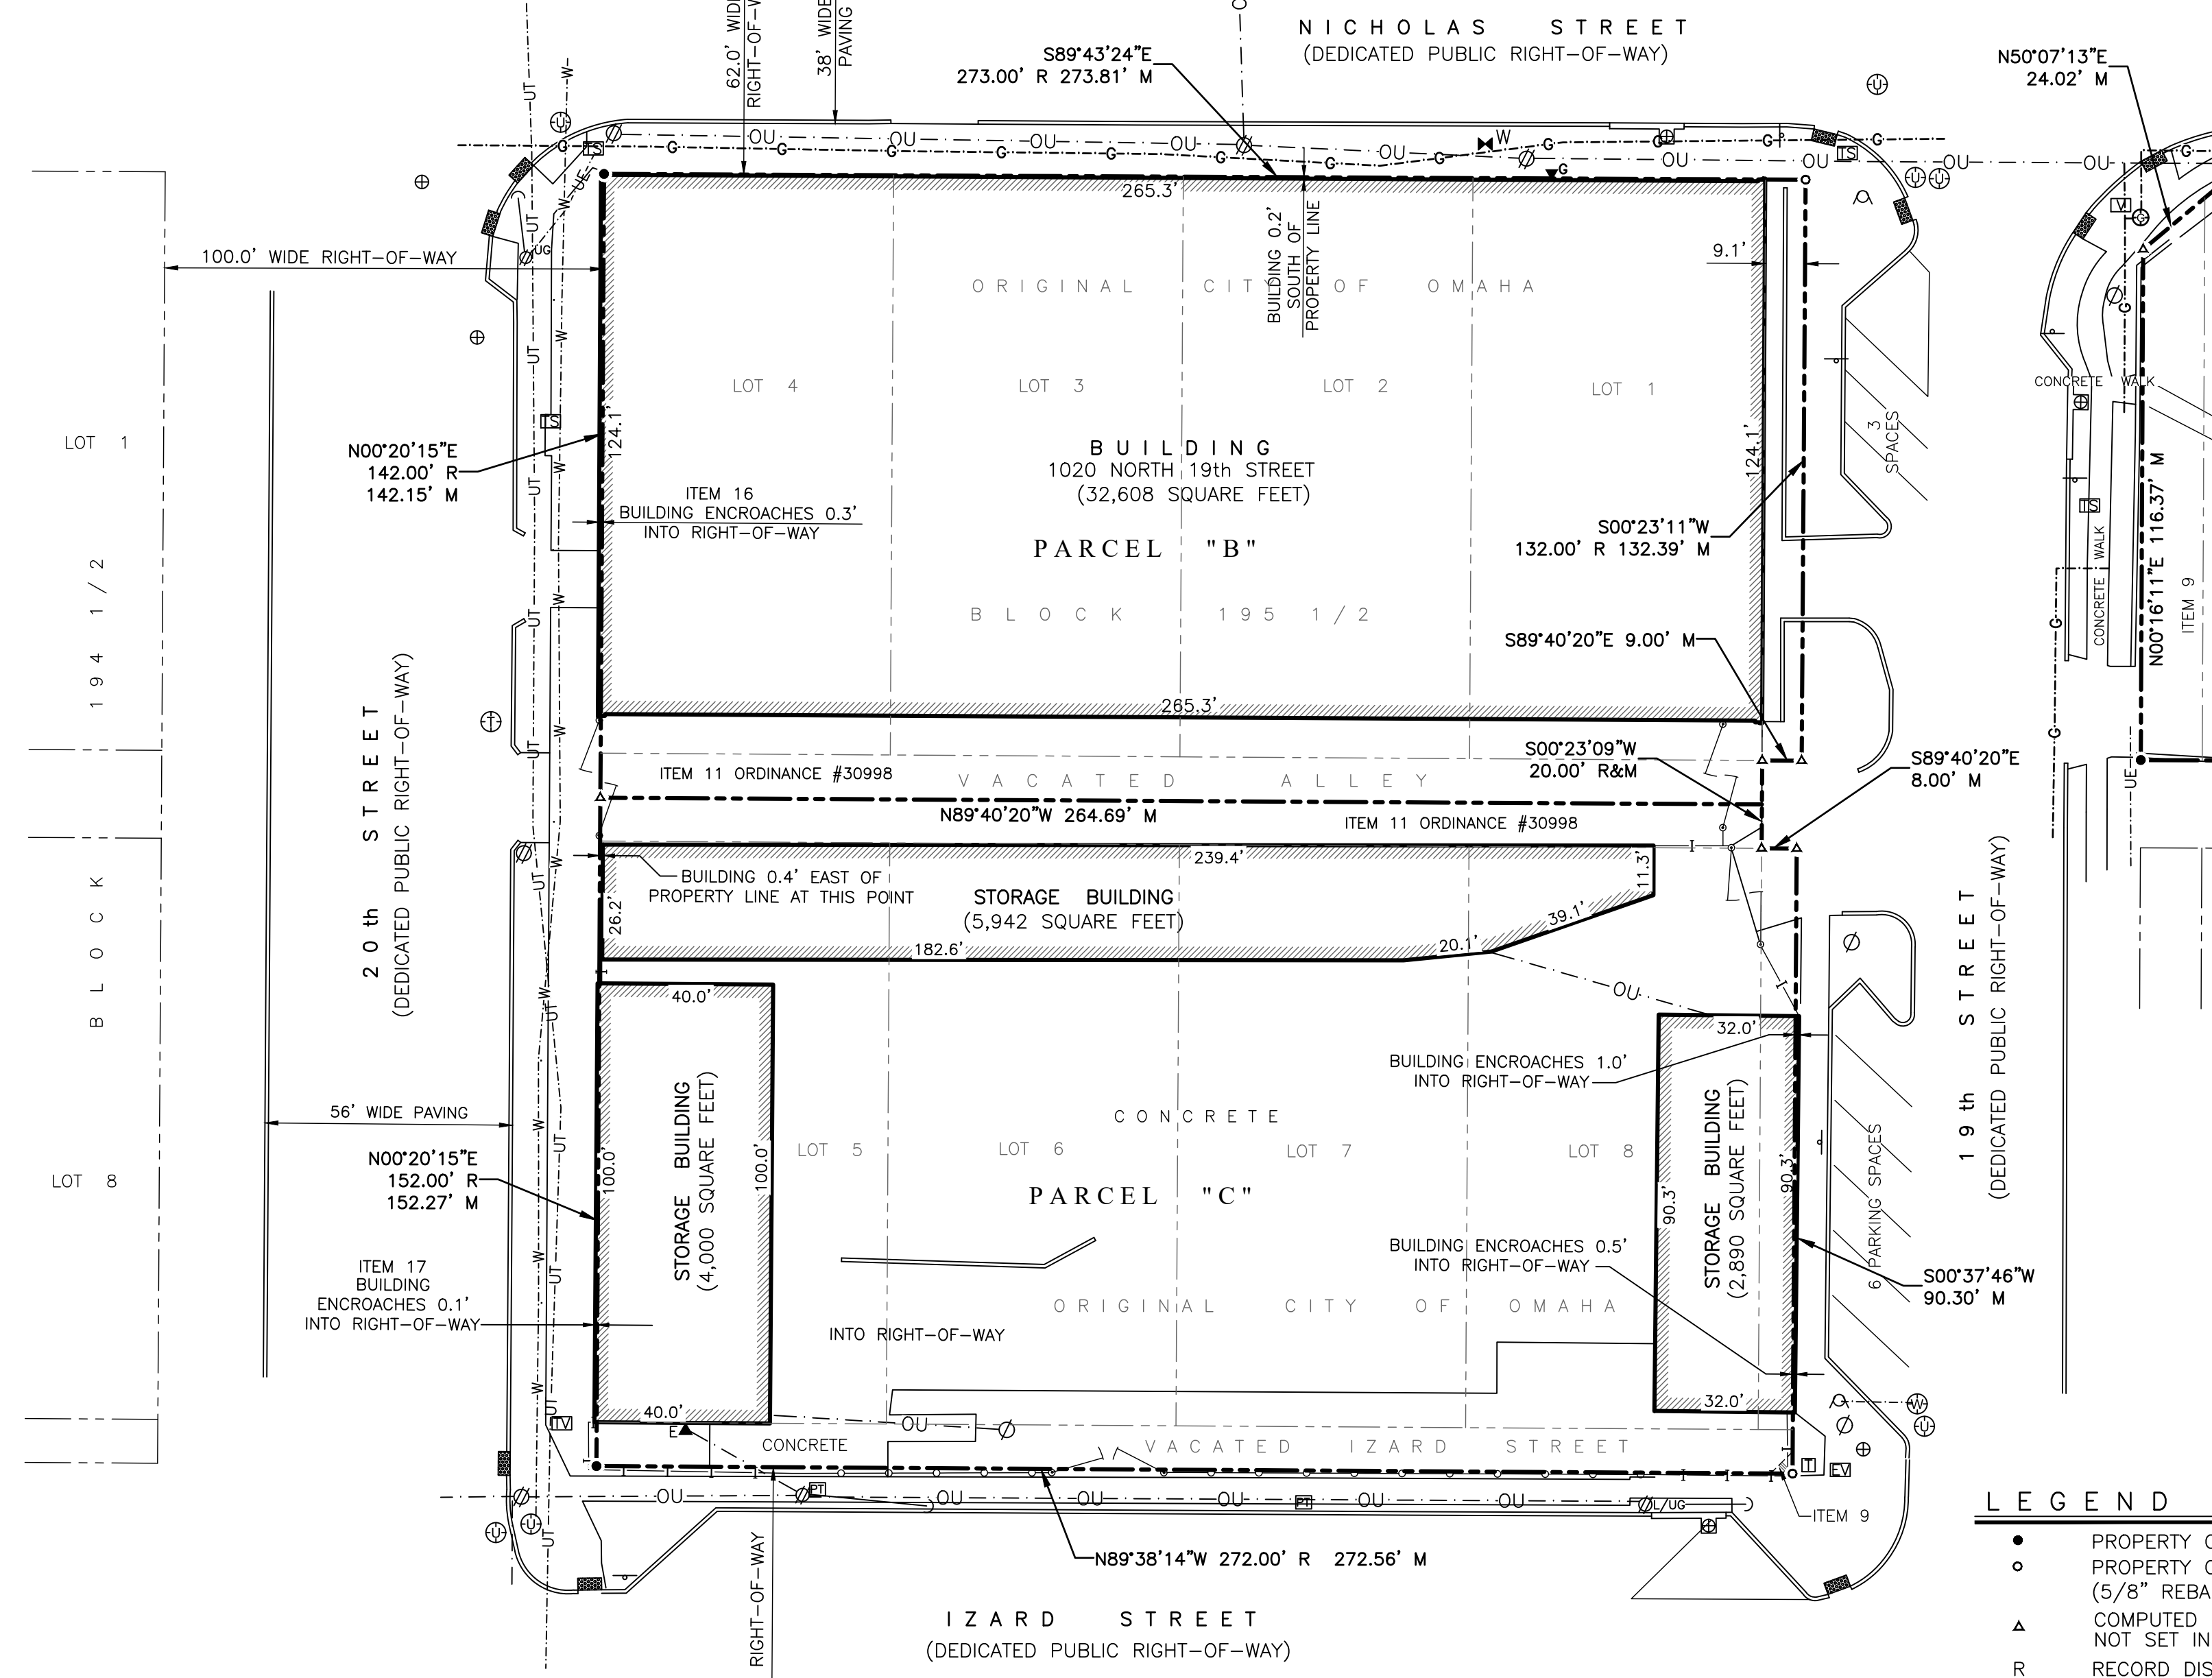 NICHOLAS STREET
(DEDICATED PUBLIC RIGHT-OF-WAY)
62.0' WIDE
RIGHT-OF-W
38' WIDE
PAVING
S89°43'24"E
273.00' R 273.81' M
N50°07'13"E
24.02' M
100.0' WIDE RIGHT-OF-WAY
265.3'
BUILDING 0.2'
SOUTH OF
PROPERTY LINE
9.1'
ORIGINAL CITY OF OMAHA
LOT 4
LOT 3
LOT 2
LOT 1
LOT 1
124.1'
124.1'
N00°20'15"E
142.00' R
142.15' M
BUILDING
1020 NORTH 19th STREET
(32,608 SQUARE FEET)
ITEM 16
BUILDING ENCROACHES 0.3'
INTO RIGHT-OF-WAY
PARCEL "B"
S00°23'11"W
132.00' R 132.39' M
3
SPACES
CONCRETE WALK
CONCRETE WALK
N00°16'11"E 116.37' M
ITEM 9
BLOCK 195 1/2
S89°40'20"E 9.00' M
265.3'
BLOCK 194 1/2
20th STREET
(DEDICATED PUBLIC RIGHT-OF-WAY)
ITEM 11 ORDINANCE #30998
VACATED ALLEY
S00°23'09"W
20.00' R&M
S89°40'20"E
8.00' M
N89°40'20"W 264.69' M
ITEM 11 ORDINANCE #30998
239.4'
11.3'
BUILDING 0.4' EAST OF
PROPERTY LINE AT THIS POINT
STORAGE BUILDING
(5,942 SQUARE FEET)
26.2'
182.6'
20.1'
39.1'
19th STREET
(DEDICATED PUBLIC RIGHT-OF-WAY)
40.0'
32.0'
BUILDING ENCROACHES 1.0'
INTO RIGHT-OF-WAY
56' WIDE PAVING
CONCRETE
N00°20'15"E
152.00' R
152.27' M
100.0'
STORAGE BUILDING
(4,000 SQUARE FEET)
100.0'
LOT 8
LOT 5
LOT 6
LOT 7
LOT 8
PARCEL "C"
90.3'
STORAGE BUILDING
(2,890 SQUARE FEET)
90.3'
6 PARKING SPACES
BUILDING ENCROACHES 0.5'
INTO RIGHT-OF-WAY
S00°37'46"W
90.30' M
ITEM 17
BUILDING
ENCROACHES 0.1'
INTO RIGHT-OF-WAY
ORIGINAL CITY OF OMAHA
INTO RIGHT-OF-WAY
40.0'
32.0'
CONCRETE
VACATED IZARD STREET
ITEM 9
N89°38'14"W 272.00' R 272.56' M
RIGHT-OF-WAY
IZARD STREET
(DEDICATED PUBLIC RIGHT-OF-WAY)
LEGEND
PROPERTY C
PROPERTY C
(5/8" REBA
COMPUTED
NOT SET IN
R RECORD DIS